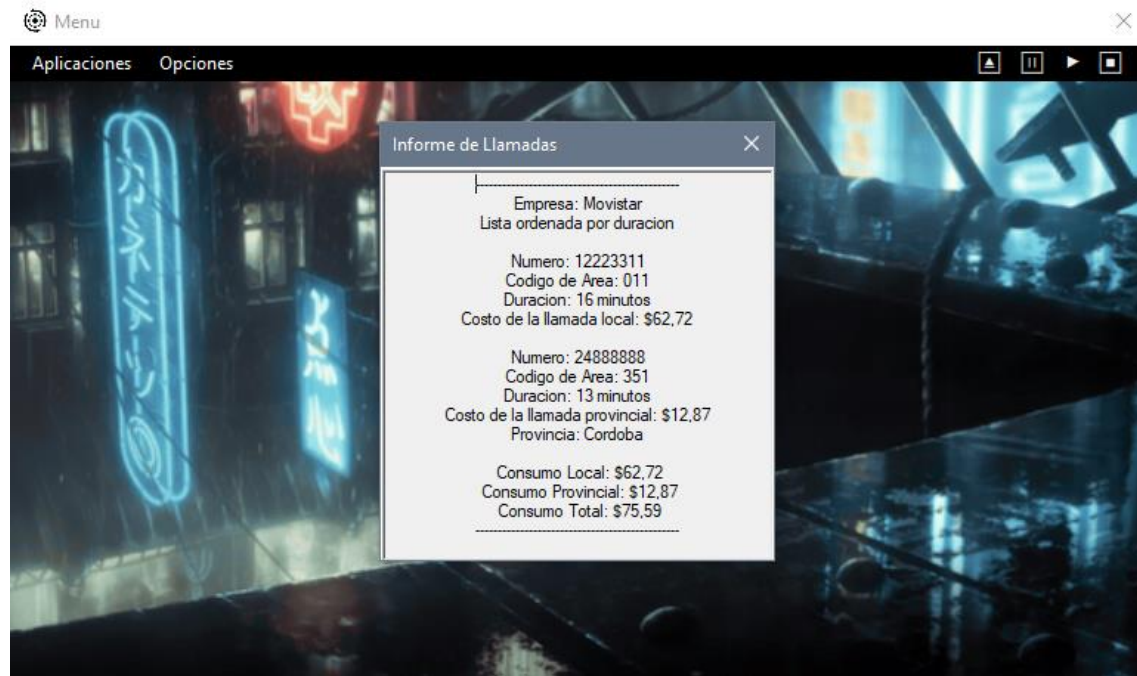 Menu
Aplicaciones Opciones
Informe de Llamadas
----------------------------------------
Empresa: Movistar
Lista ordenada por duracion
Numero: 12223311
Codigo de Area: 011
Duracion: 16 minutos
Costo de la llamada local: $62,72
Numero: 24888888
Codigo de Area: 351
Duracion: 13 minutos
Costo de la llamada provincial: $12,87
Provincia: Cordoba
Consumo Local: $62,72
Consumo Provincial: $12,87
Consumo Total: $75,59
----------------------------------------